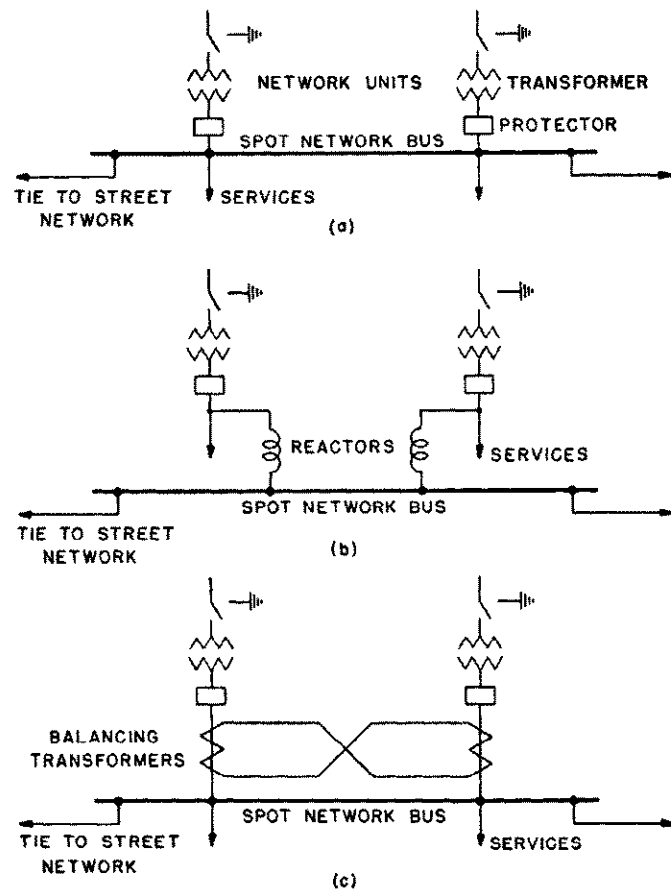 NETWORK UNITS
TRANSFORMER
PROTECTOR
SPOT NETWORK BUS
TIE TO STREET
NETWORK
SERVICES
(a)
REACTORS
SERVICES
SPOT NETWORK BUS
TIE TO STREET
NETWORK
(b)
BALANCING
TRANSFORMERS
SPOT NETWORK BUS
TIE TO STREET
NETWORK
SERVICES
(c)